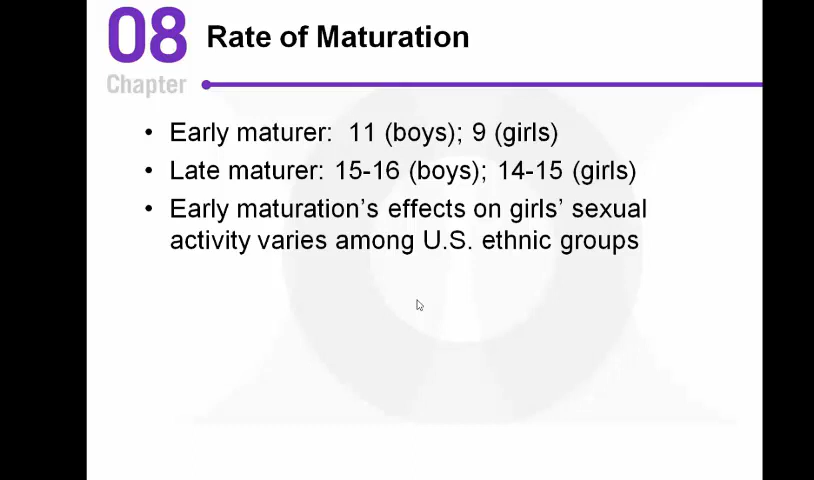 08
Chapter
Rate of Maturation
• Early maturer:  11 (boys); 9 (girls)
• Late maturer: 15-16 (boys); 14-15 (girls)
• Early maturation’s effects on girls’ sexual
activity varies among U.S. ethnic groups